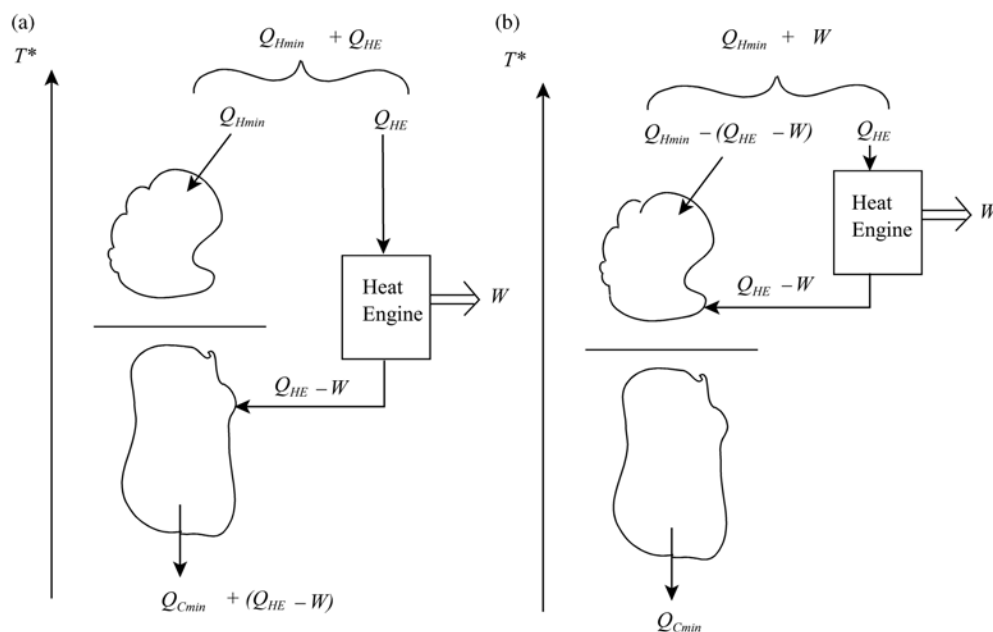 (a)
T*
Q_Hmin + Q_HE
Q_Hmin
Q_HE
Heat
Engine
W
Q_HE – W
Q_Cmin + (Q_HE – W)
(b)
T*
Q_Hmin + W
Q_Hmin – (Q_HE – W)
Q_HE
Heat
Engine
W
Q_HE – W
Q_Cmin